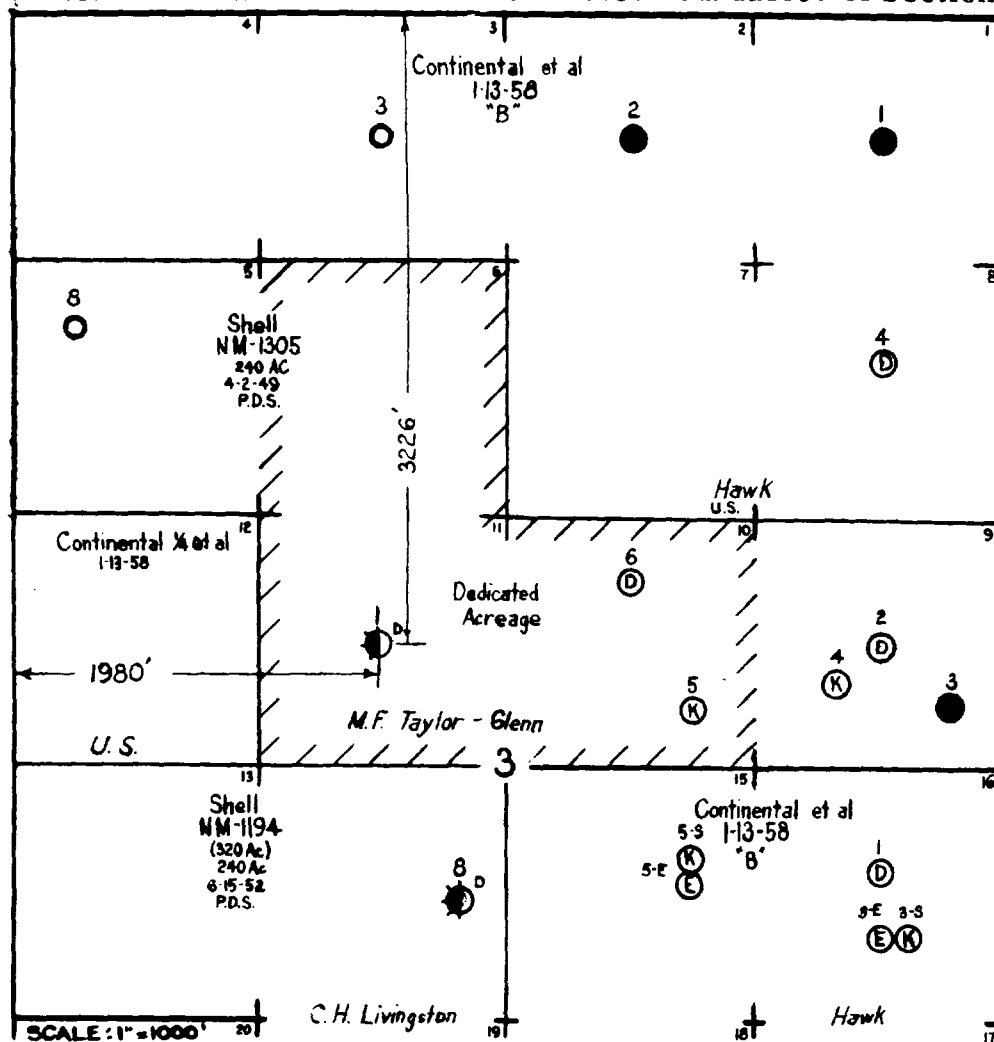 4 3 2 1
Continental et al
1-13-58
"B"
3 2 1
5 6 7 8
8
Shell
NM-1305
240 AC
4-2-49
P.D.S.
3226'
4
D
Hawk
U.S.
12 11 10 9
Continental ¼ et al
1-13-58
6
D
Dedicated
Acreage
2
D
D
4
K
3
1980'
5
K
M.F. Taylor - Glenn
U.S.
3
13 15 16
Shell
NM-1194
(320 Ac)
240 Ac
6-15-52
P.D.S.
Continental et al
1-13-58
"B"
5-S
K
5-E
E
8
D
1
D
3-S
E K
C.H. Livingston
Hawk
SCALE: 1"=1000'
20 19 18 17